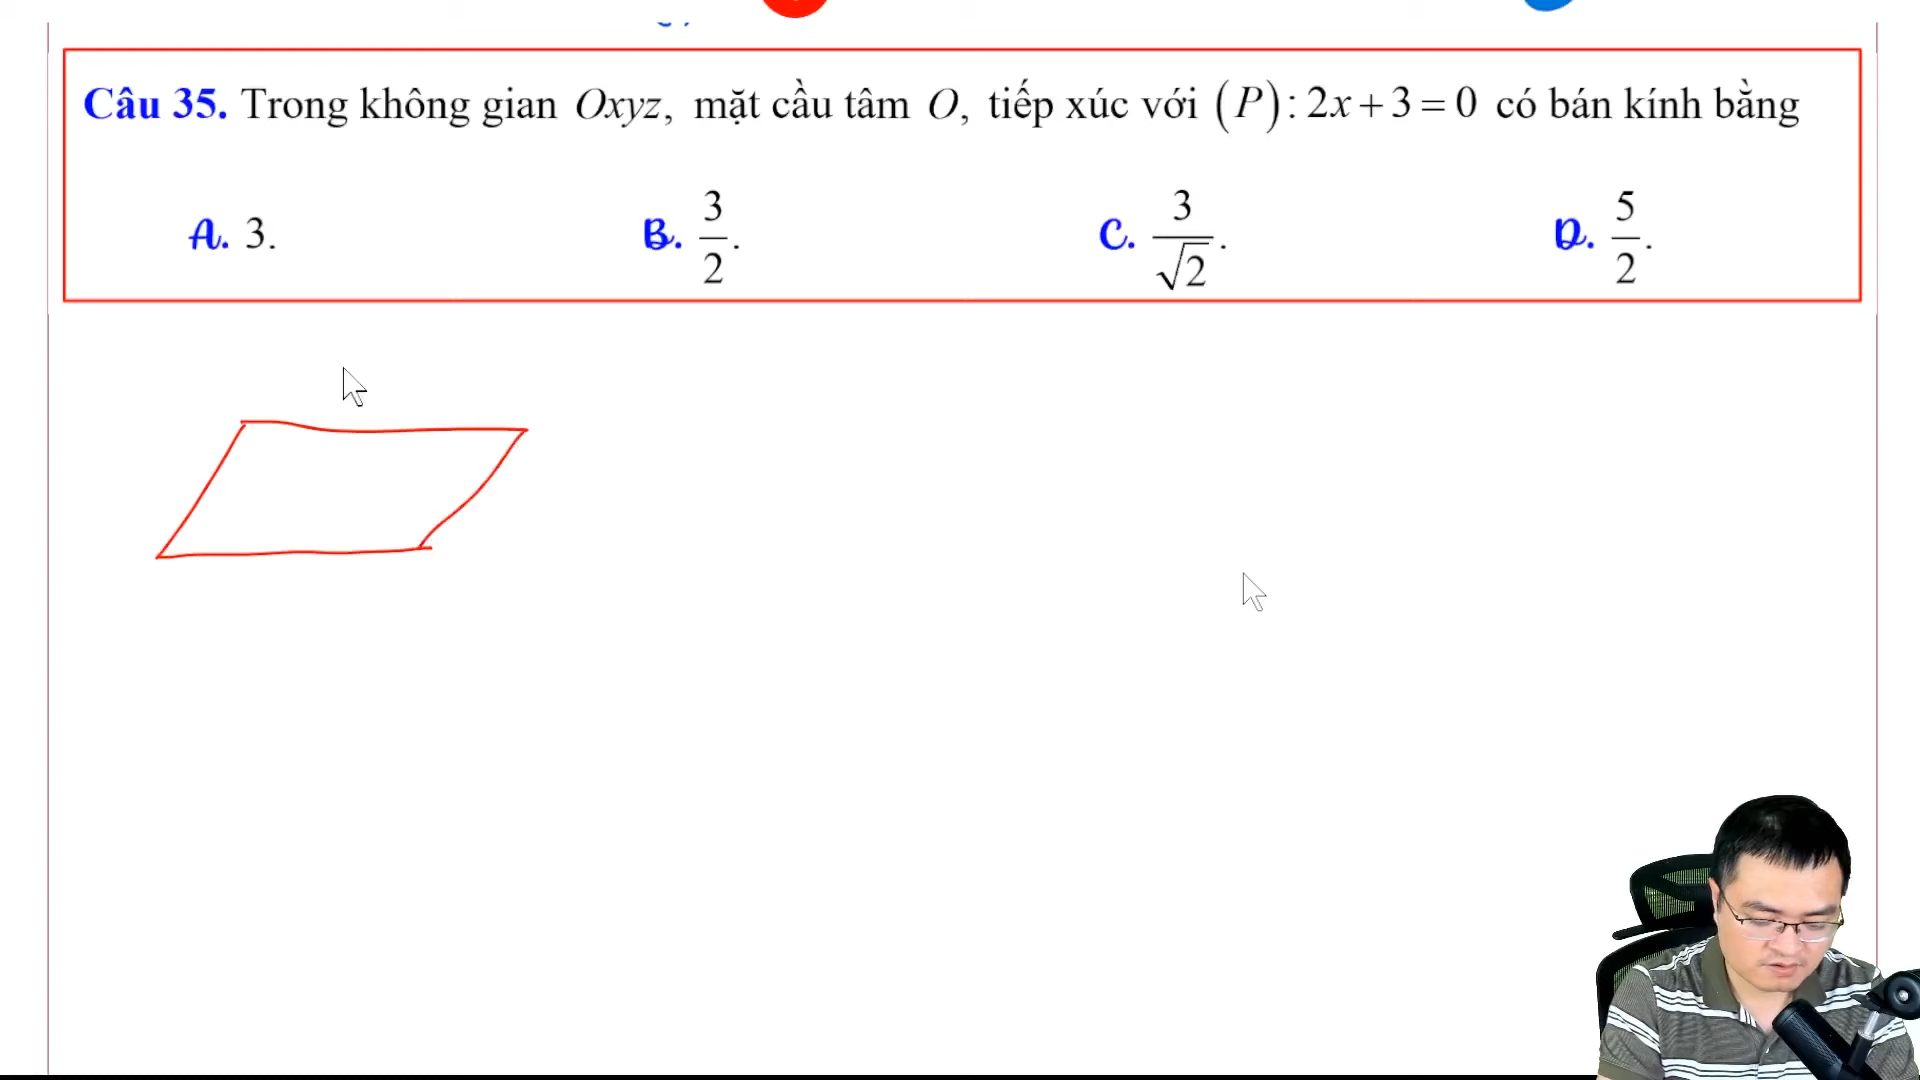 Câu 35. Trong không gian Oxyz, mặt cầu tâm O, tiếp xúc với (P): 2x + 3 = 0 có bán kính bằng
A. 3. B. 3/2. C. 3/√2. D. 5/2.